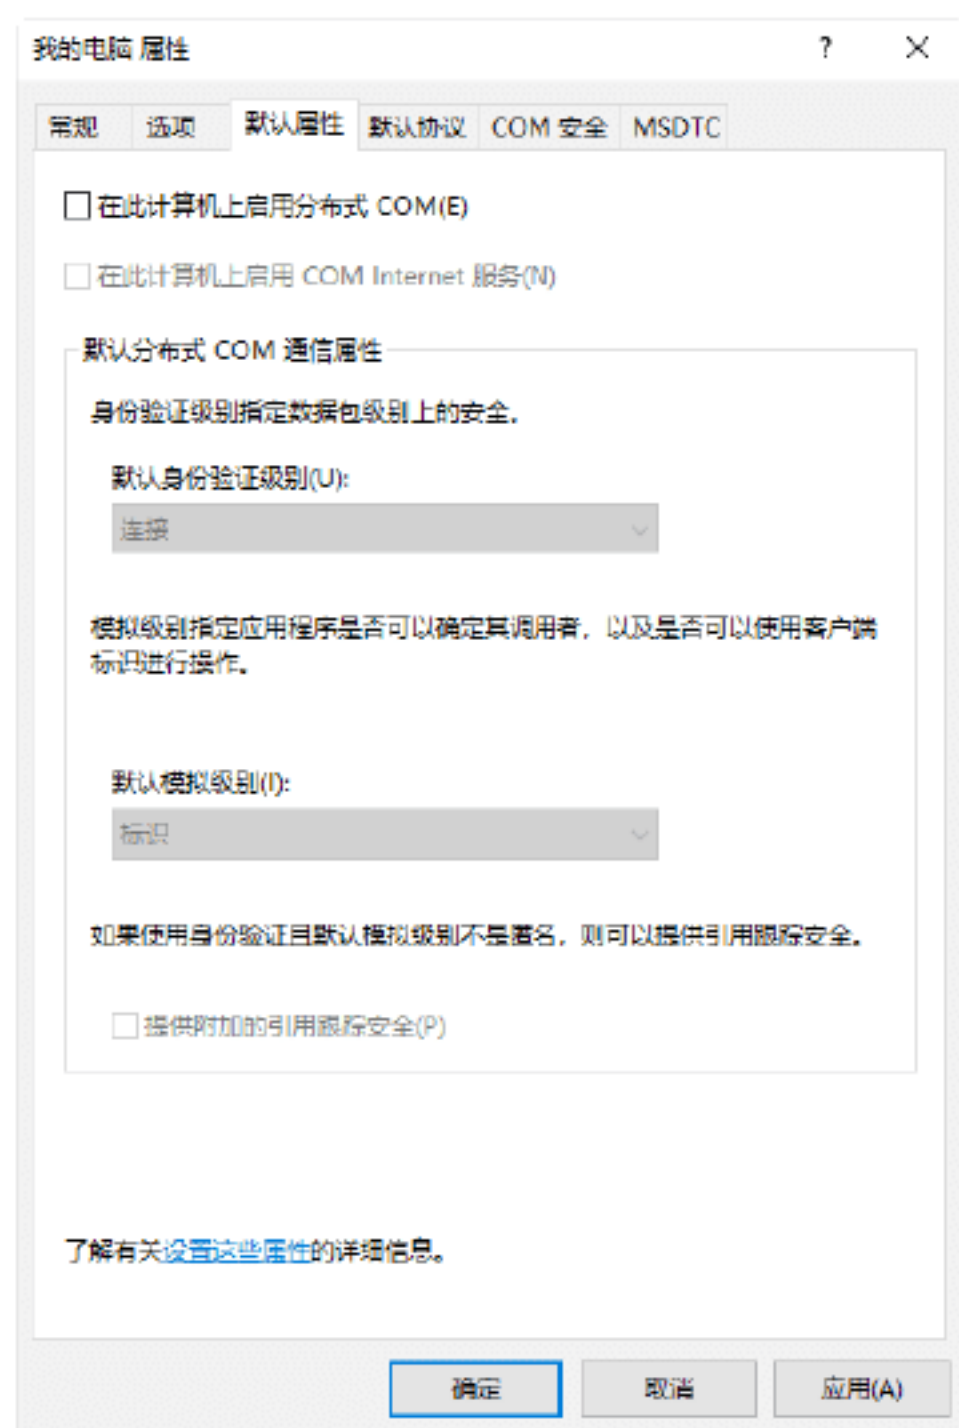 我的电脑 属性
?
常规 选项 默认属性 默认协议 COM 安全 MSDTC
在此计算机上启用分布式 COM(E)
在此计算机上启用 COM Internet 服务(N)
默认分布式 COM 通信属性
身份验证级别指定数据包级别上的安全。
默认身份验证级别(U):
连接
模拟级别指定应用程序是否可以确定其调用者，以及是否可以使用客户端
标识进行操作。
默认模拟级别(I):
标识
如果使用身份验证且默认模拟级别不是匿名，则可以提供引用跟踪安全。
提供附加的引用跟踪安全(P)
了解有关设置这些属性的详细信息。
确定 取消 应用(A)